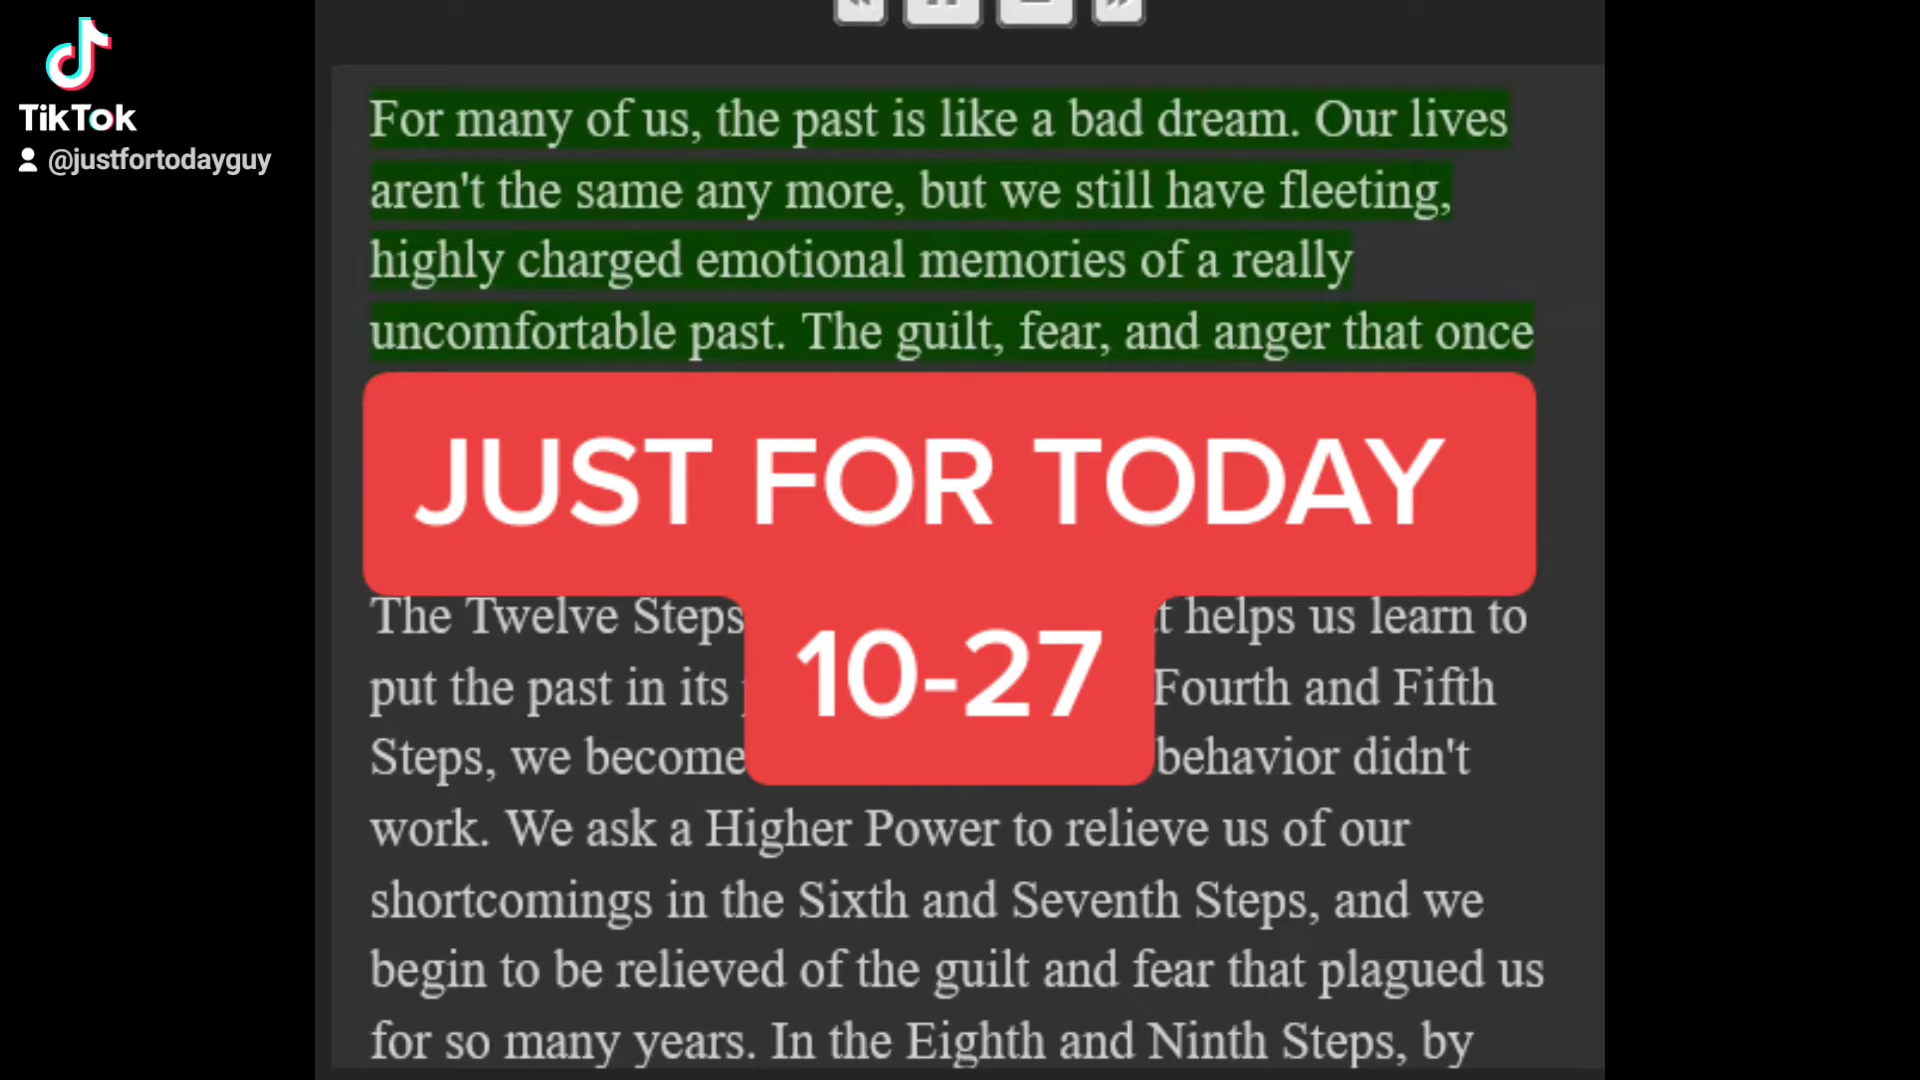 TikTok
@justfortodayguy
For many of us, the past is like a bad dream. Our lives
aren't the same any more, but we still have fleeting,
highly charged emotional memories of a really
uncomfortable past. The guilt, fear, and anger that once
JUST FOR TODAY
The Twelve Steps helps us learn to
10-27
put the past in its Fourth and Fifth
Steps, we become behavior didn't
work. We ask a Higher Power to relieve us of our
shortcomings in the Sixth and Seventh Steps, and we
begin to be relieved of the guilt and fear that plagued us
for so many years. In the Eighth and Ninth Steps, by